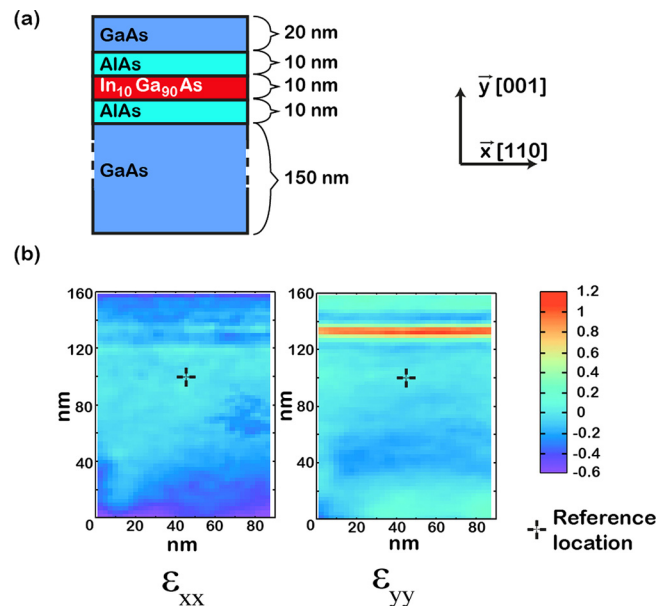 (a)
GaAs
20 nm
AlAs
10 nm
In10Ga90As
10 nm
AlAs
10 nm
GaAs
150 nm
y [001]
x [110]
(b)
160
120
80
40
0
nm
0 20 40 60 80
nm
εxx
160
120
80
40
0
nm
0 20 40 60 80
nm
εyy
1.2
1
0.8
0.6
0.4
0.2
0
-0.2
-0.4
-0.6
Reference
location